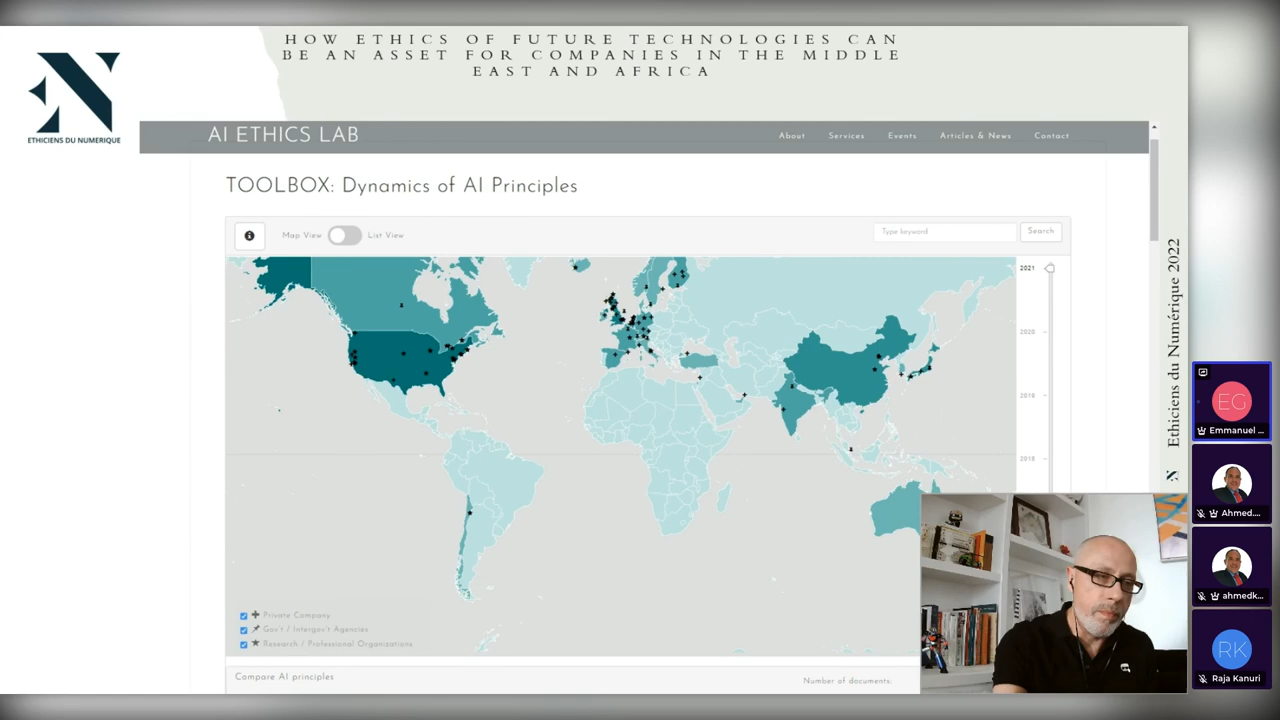 HOW ETHICS OF FUTURE TECHNOLOGIES CAN
BE AN ASSET FOR COMPANIES IN THE MIDDLE
EAST AND AFRICA
N
ETHICIENS DU NUMERIQUE
AI ETHICS LAB
About Services Events Articles & News Contact
TOOLBOX: Dynamics of AI Principles
Map View List View
Type keyword
Search
2021
2020
2019
2018
Private Company
Gov't / Intergov't Agencies
Research / Professional Organizations
Compare AI principles
Number of documents:
Ethiciens du Numérique 2022
EG
Emmanuel ...
Ahmed....
ahmedk...
RK
Raja Kanuri